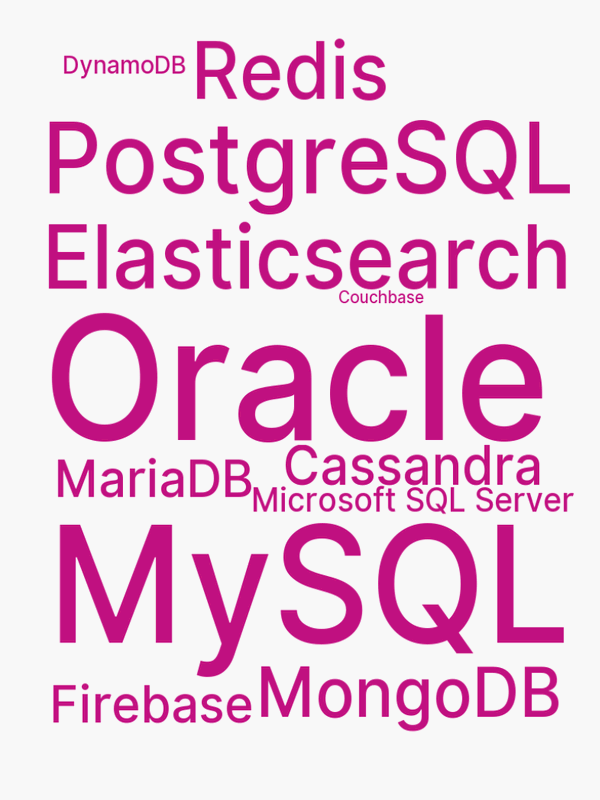 DynamoDB Redis
PostgreSQL
Elasticsearch
Couchbase
Oracle
MariaDB Cassandra
Microsoft SQL Server
MySQL
Firebase MongoDB